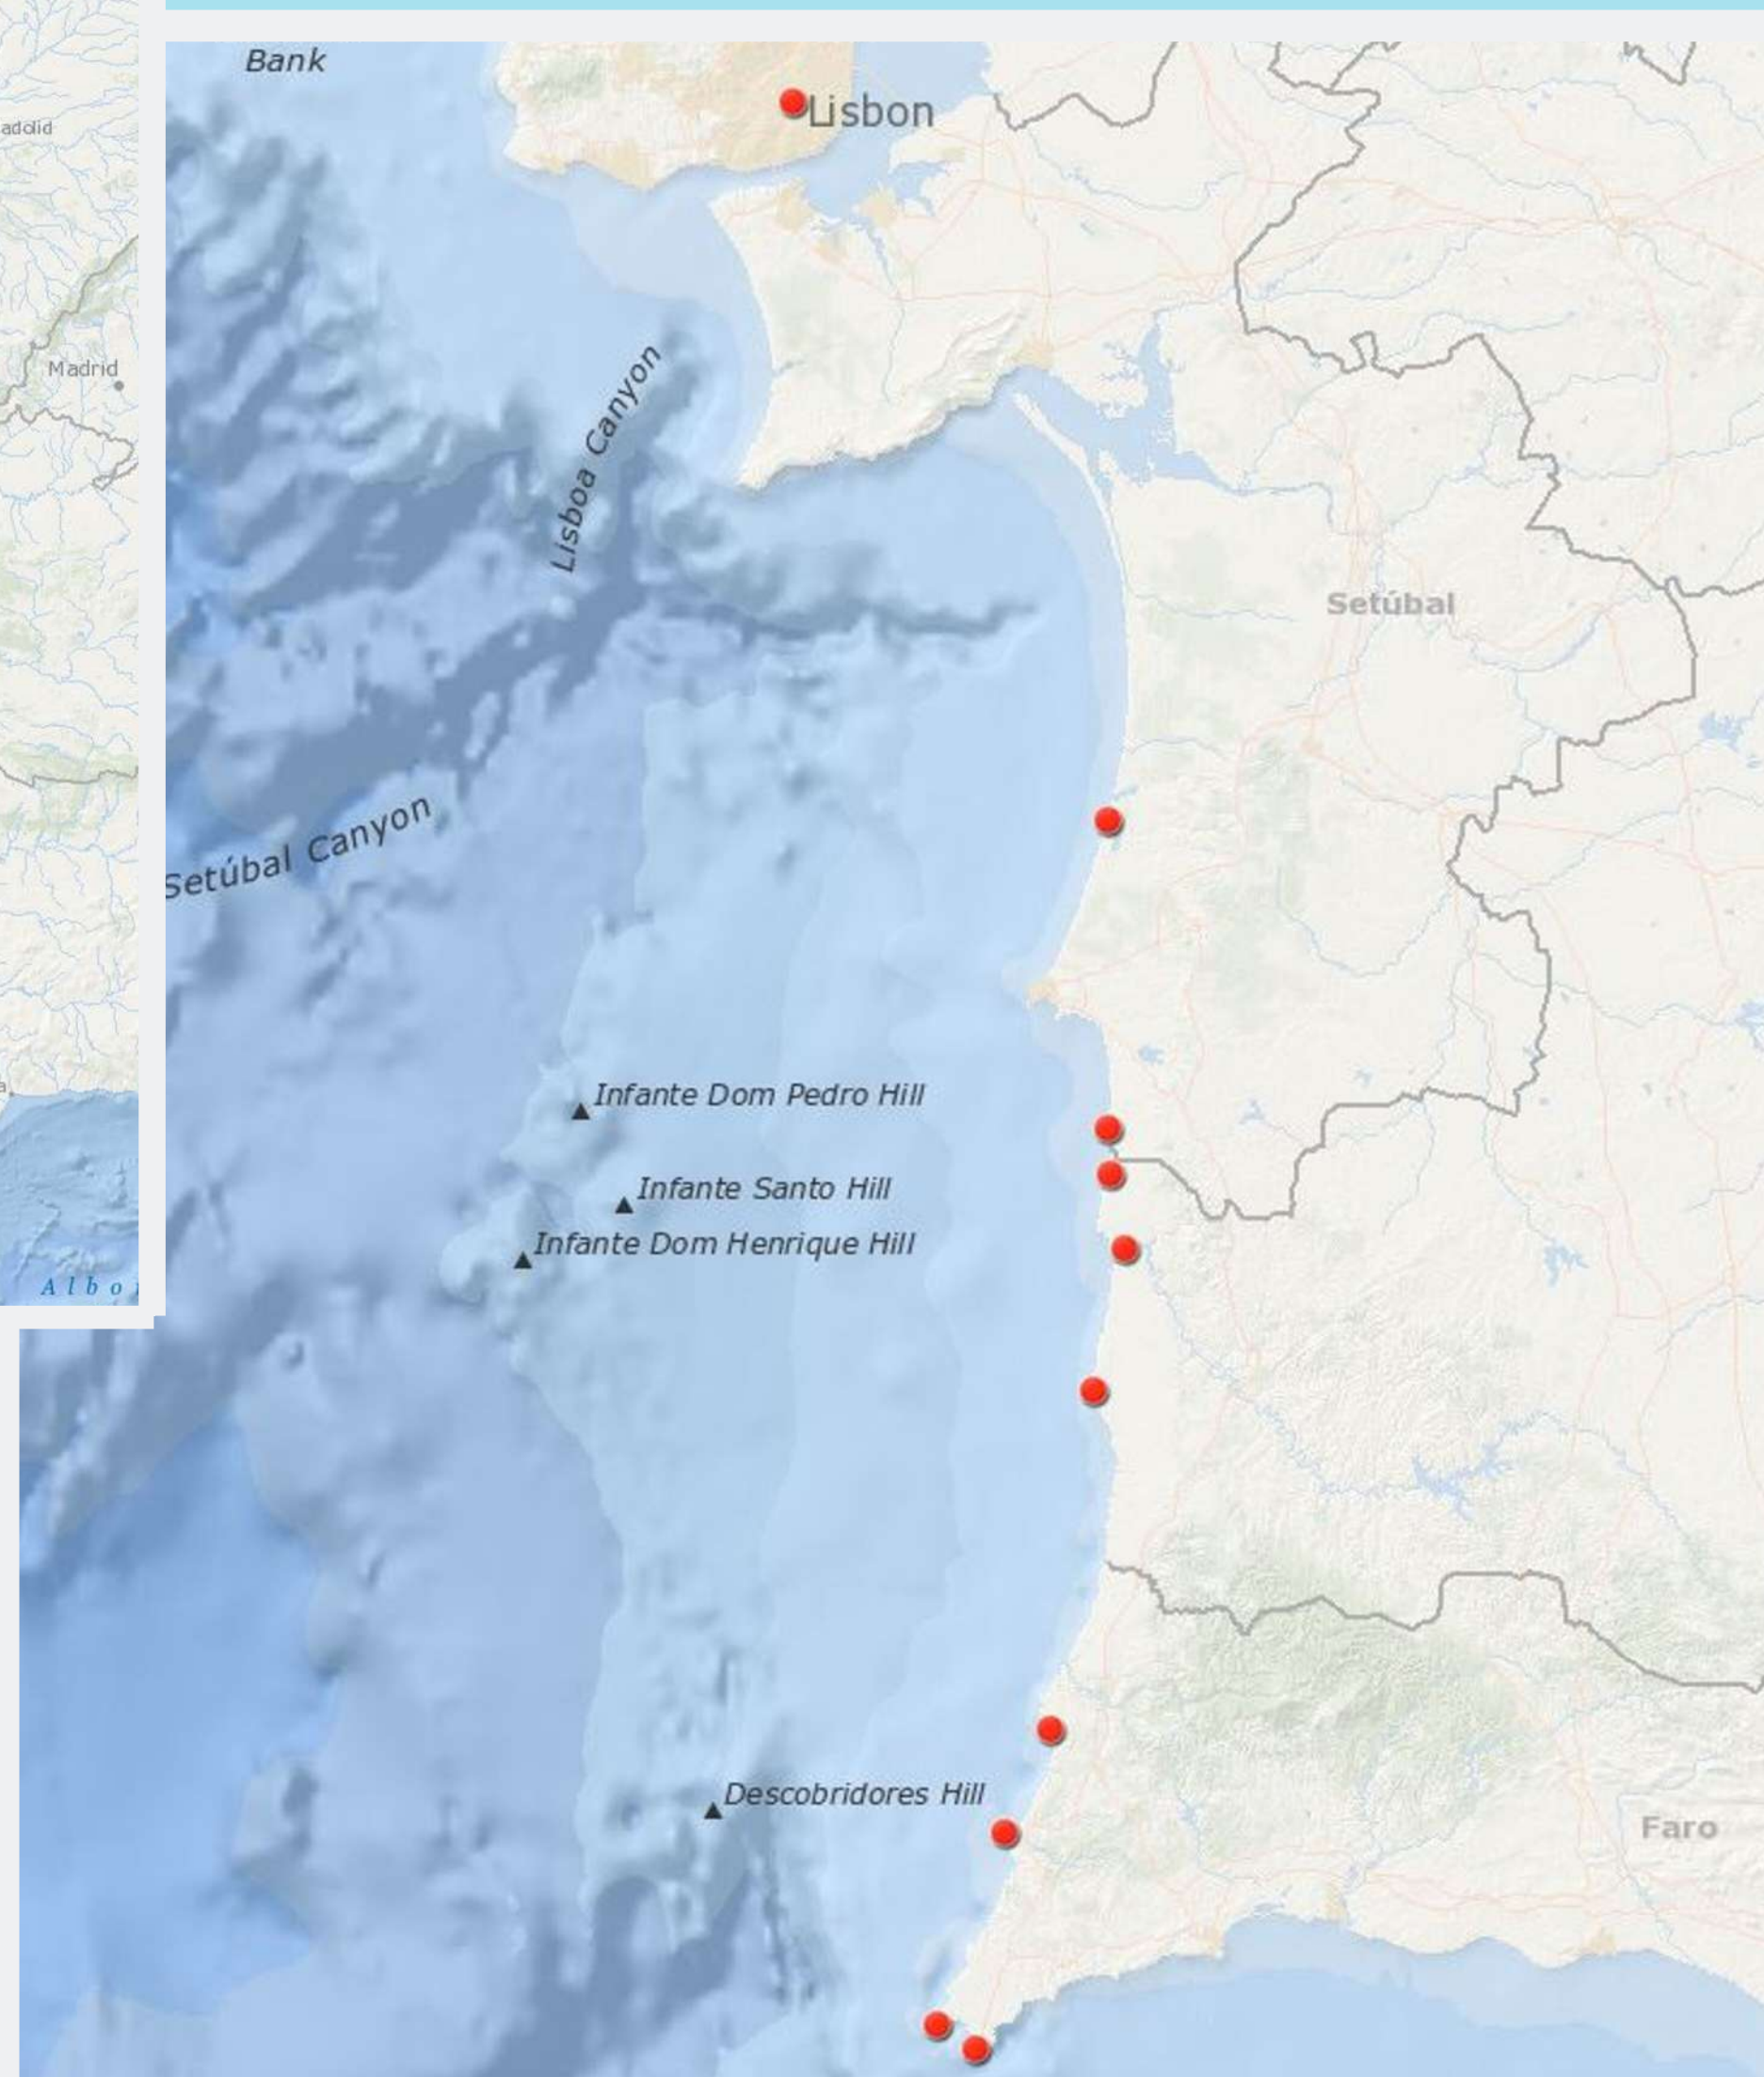 Bank
Lisbon
adolid
Madrid
Lisboa Canyon
Setúbal
Setúbal Canyon
Infante Dom Pedro Hill
Infante Santo Hill
Infante Dom Henrique Hill
Albo
Descobridores Hill
Faro